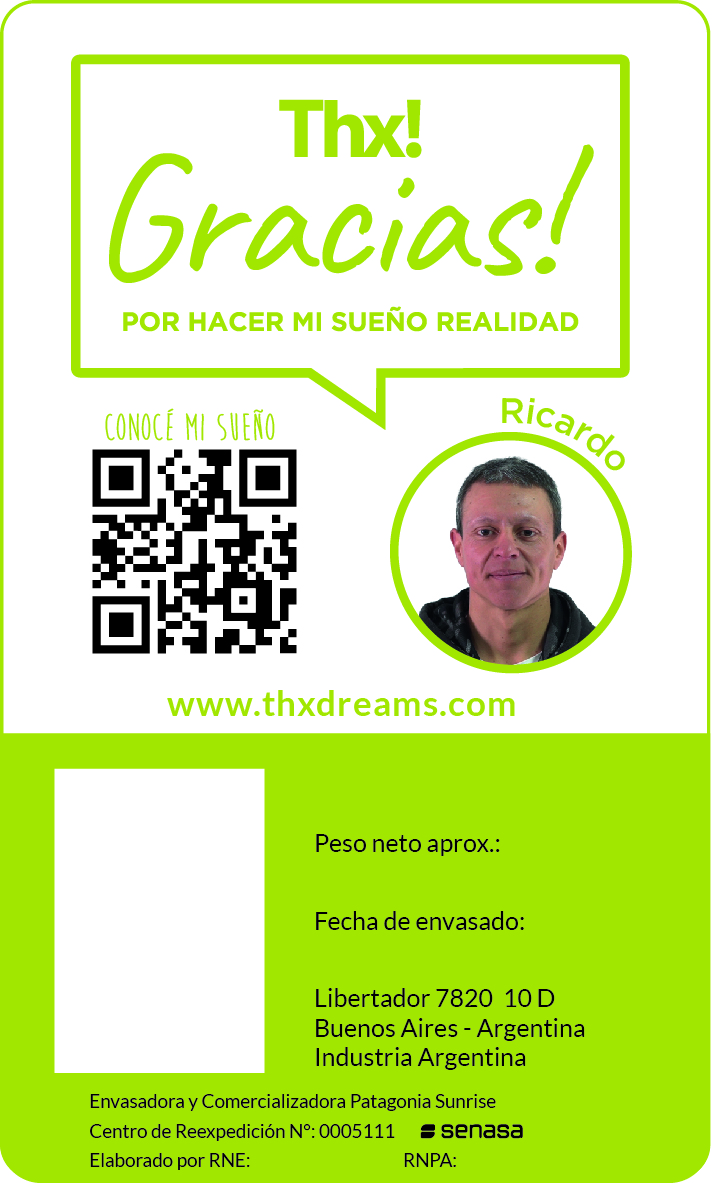 Thx!
Gracias!
POR HACER MI SUEÑO REALIDAD
CONOCÉ MI SUEÑO
Ricardo
www.thxdreams.com
Peso neto aprox.:
Fecha de envasado:
Libertador 7820 10 D
Buenos Aires - Argentina
Industria Argentina
Envasadora y Comercializadora Patagonia Sunrise
Centro de Reexpedición N°: 0005111 senasa
Elaborado por RNE: RNPA: